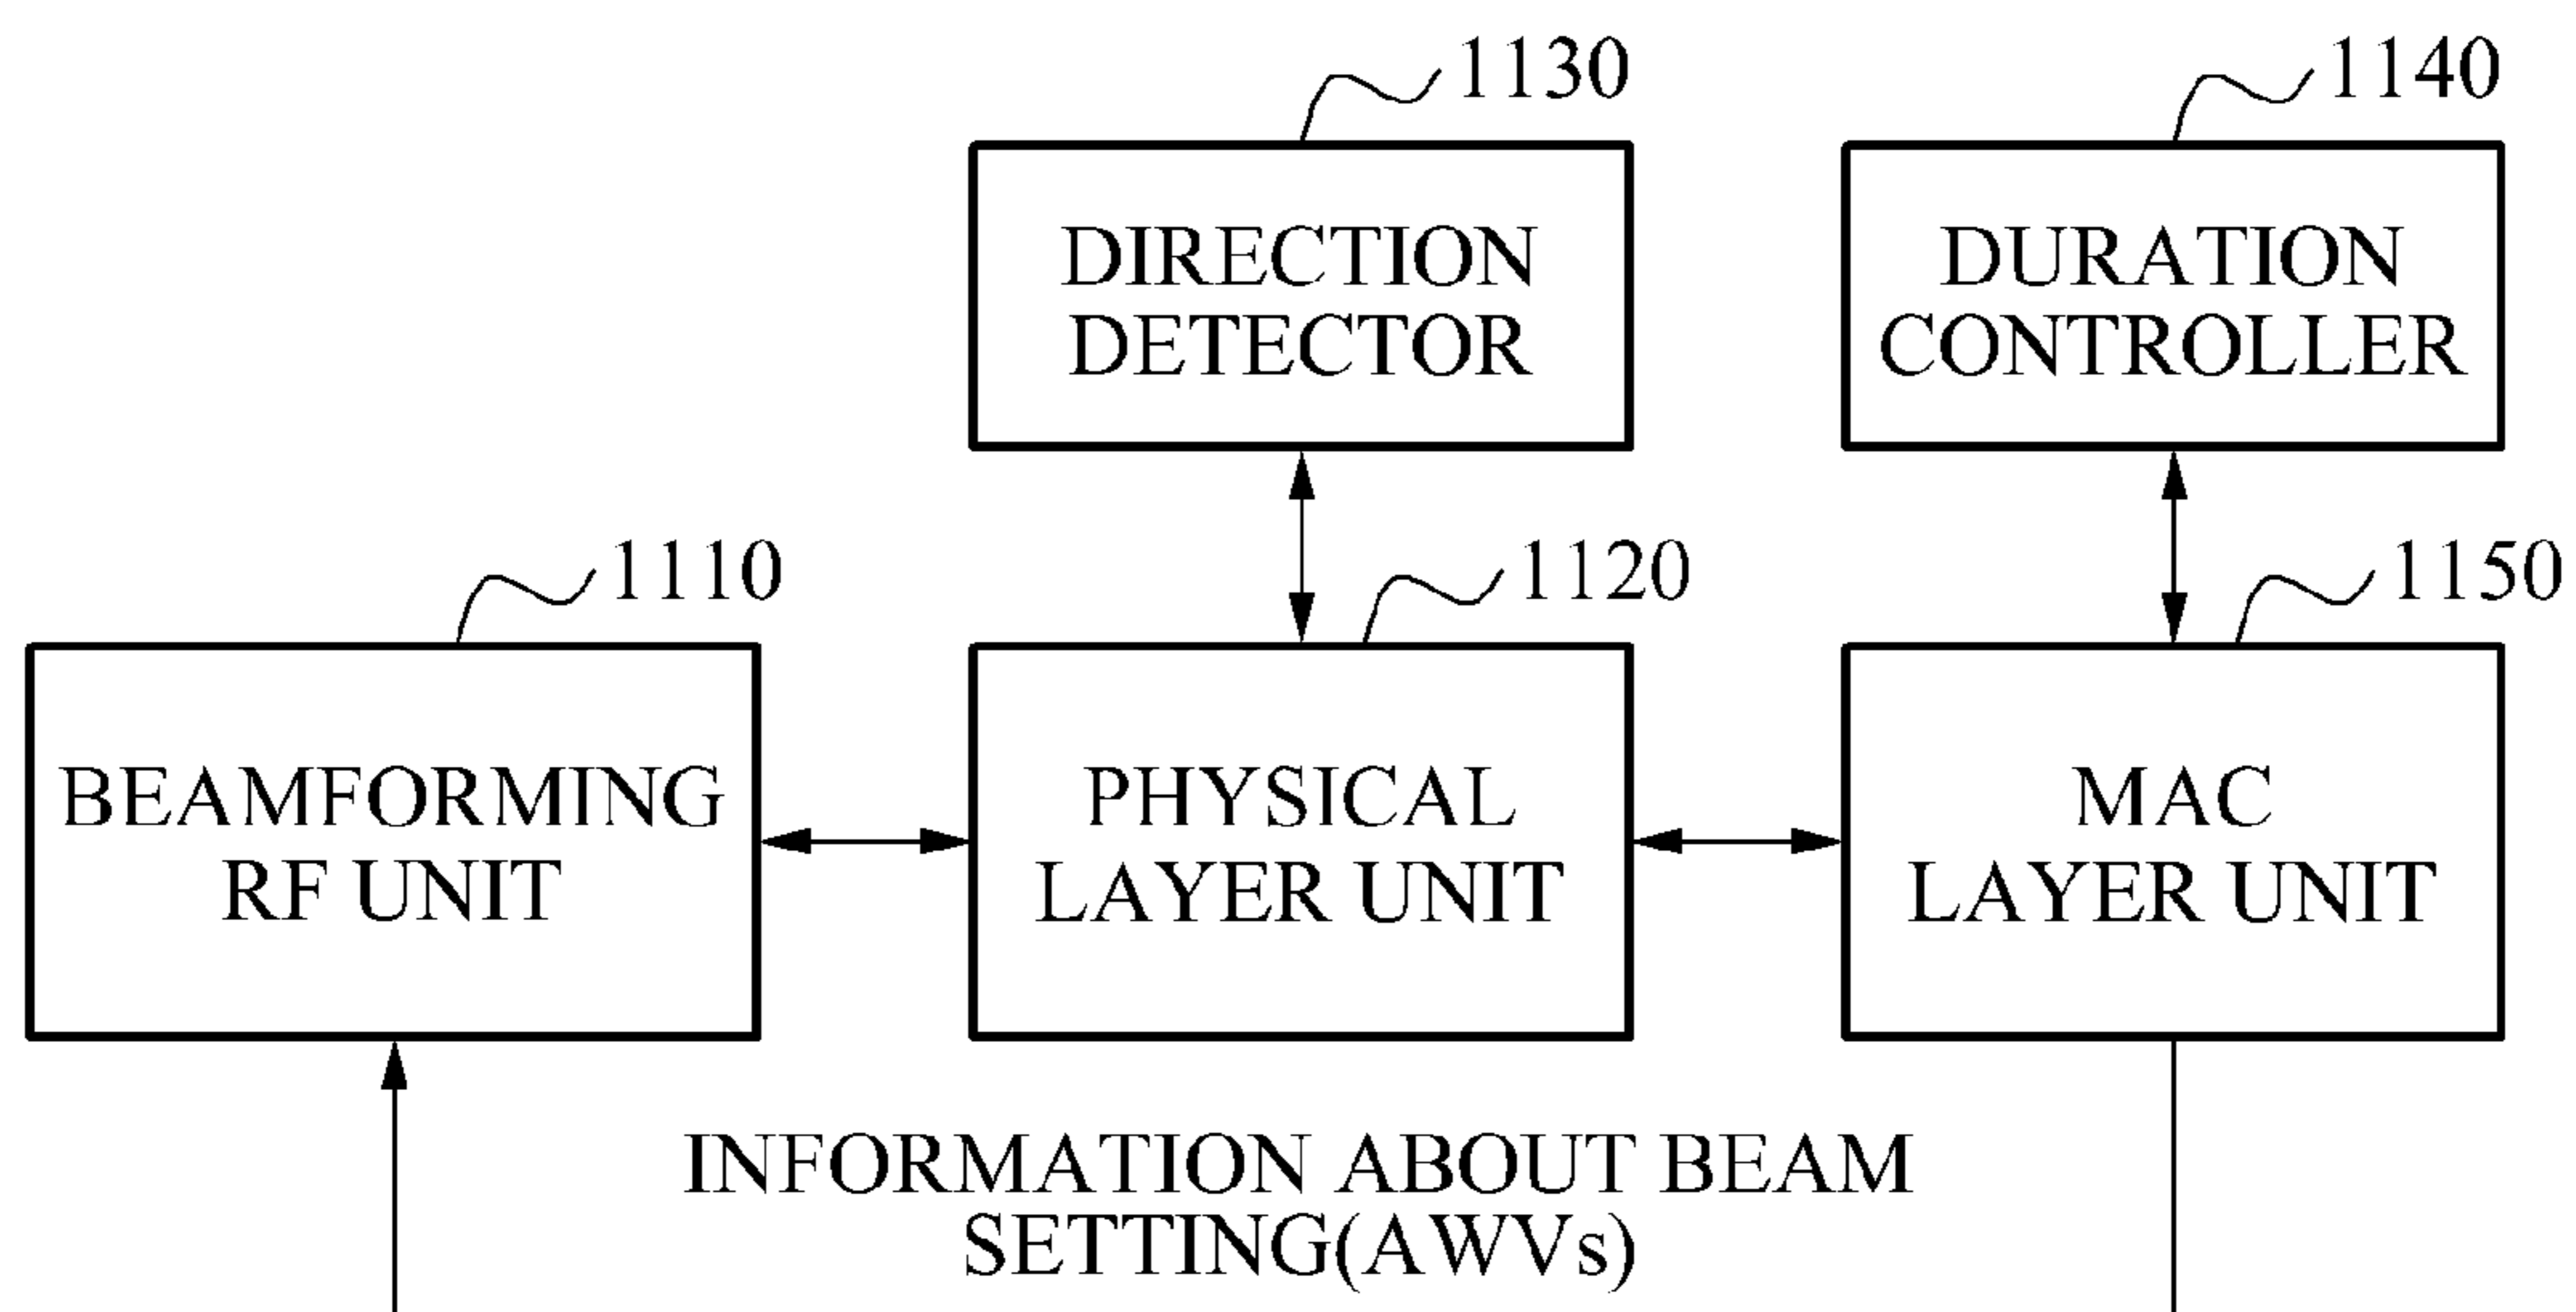 1130
1140
DIRECTION
DETECTOR
DURATION
CONTROLLER
1110
1120
1150
BEAMFORMING
RF UNIT
PHYSICAL
LAYER UNIT
MAC
LAYER UNIT
INFORMATION ABOUT BEAM
SETTING(AWVs)